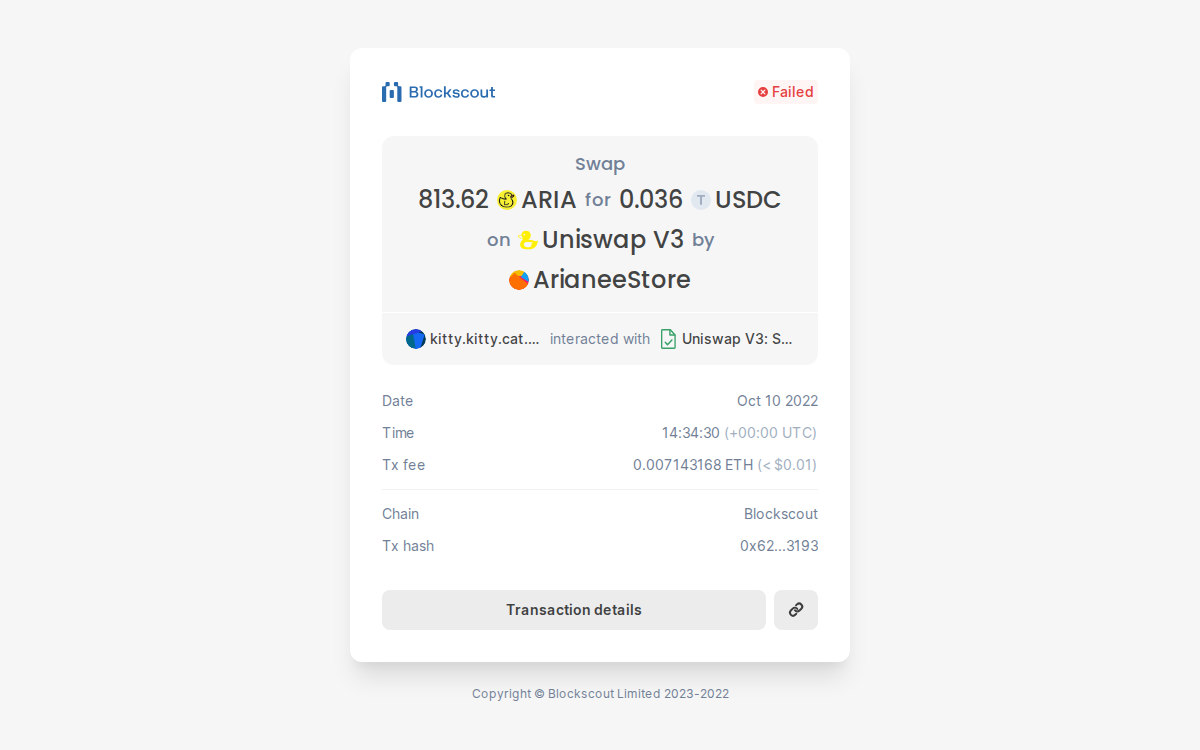 Blockscout
Failed
Swap
813.62 ARIA for 0.036 T USDC
on Uniswap V3 by
ArianeeStore
kitty.kitty.cat.... interacted with Uniswap V3: S...
Date Oct 10 2022
Time 14:34:30 (+00:00 UTC)
Tx fee 0.007143168 ETH (< $0.01)
Chain Blockscout
Tx hash 0x62...3193
Transaction details
Copyright © Blockscout Limited 2023-2022